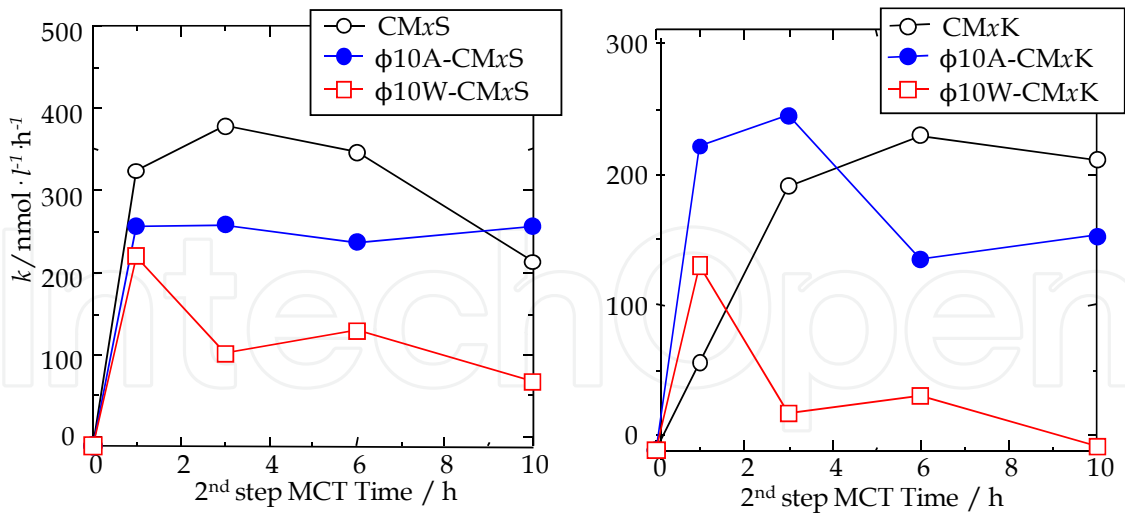 500
400
300
250
200
100
0
k / nmol · l⁻¹·h⁻¹
0 2 4 6 8 10
2nd step MCT Time / h
CMxS
ϕ10A-CMxS
ϕ10W-CMxS
300
200
100
0
0 2 4 6 8 10
2nd step MCT Time / h
CMxK
ϕ10A-CMxK
ϕ10W-CMxK
IntechOpen